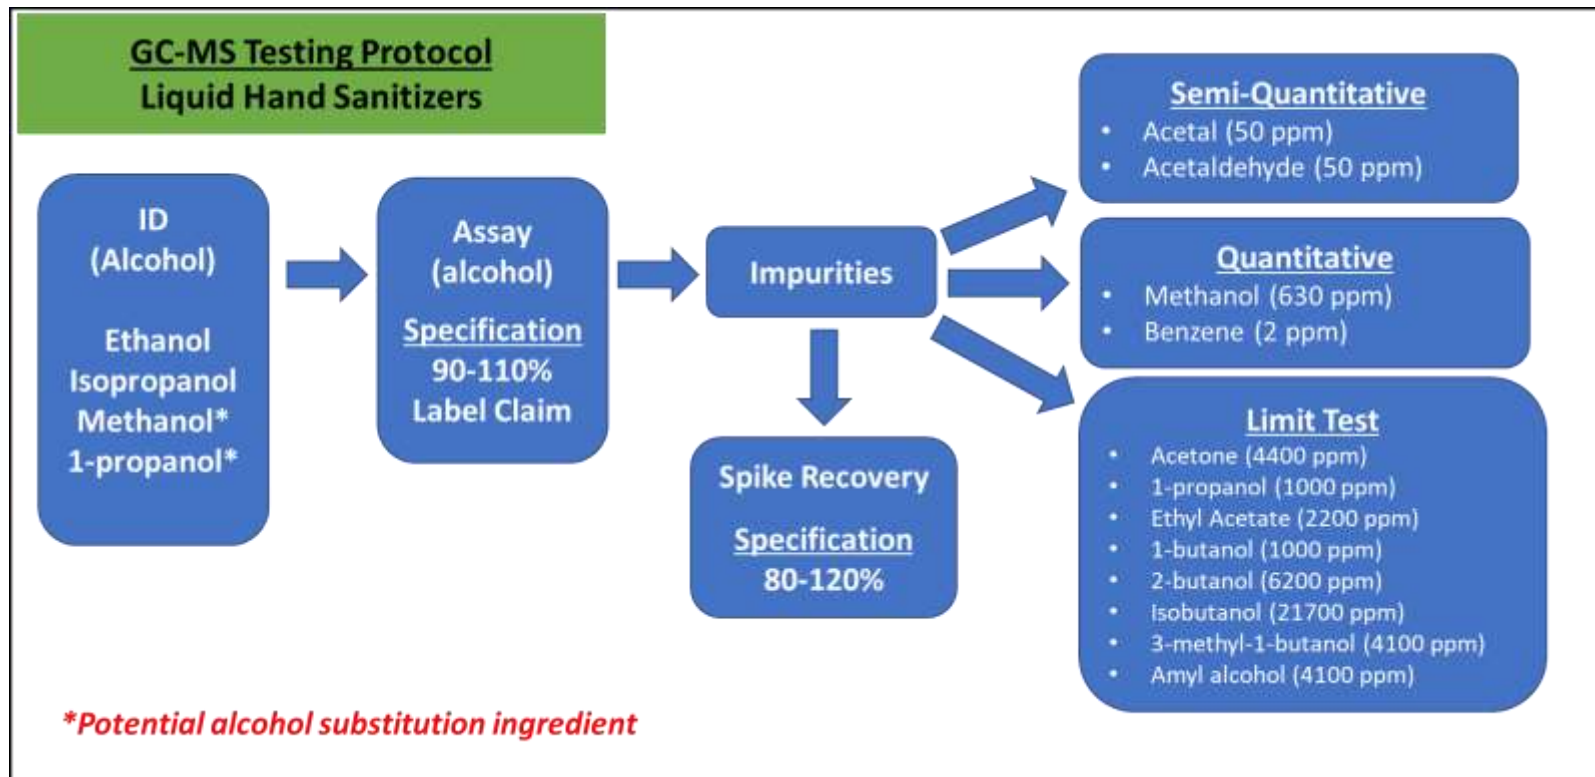 GC-MS Testing Protocol
Liquid Hand Sanitizers
ID
(Alcohol)
Ethanol
Isopropanol
Methanol*
1-propanol*
Assay
(alcohol)
Specification
90-110%
Label Claim
Impurities
Spike Recovery
Specification
80-120%
Semi-Quantitative
• Acetal (50 ppm)
• Acetaldehyde (50 ppm)
Quantitative
• Methanol (630 ppm)
• Benzene (2 ppm)
Limit Test
• Acetone (4400 ppm)
• 1-propanol (1000 ppm)
• Ethyl Acetate (2200 ppm)
• 1-butanol (1000 ppm)
• 2-butanol (6200 ppm)
• Isobutanol (21700 ppm)
• 3-methyl-1-butanol (4100 ppm)
• Amyl alcohol (4100 ppm)
*Potential alcohol substitution ingredient